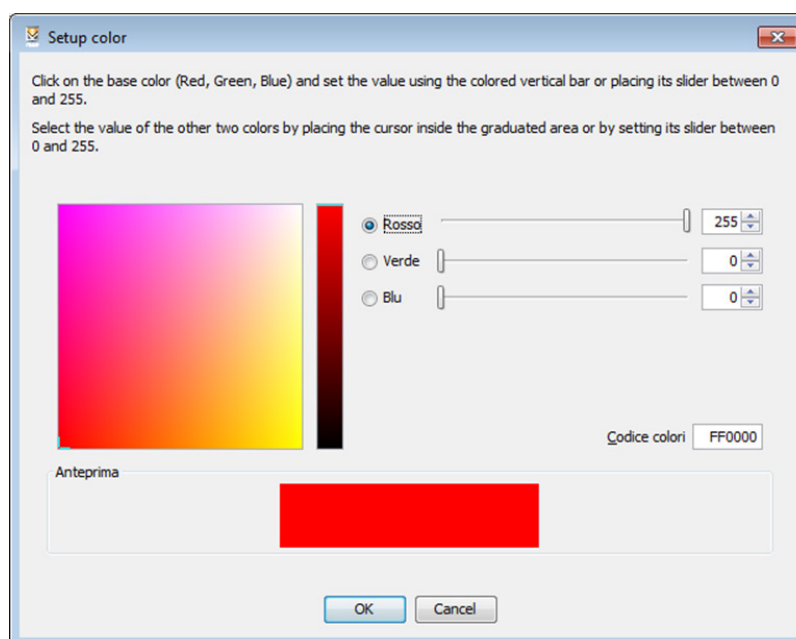 Setup color
Click on the base color (Red, Green, Blue) and set the value using the colored vertical bar or placing its slider between 0
and 255.
Select the value of the other two colors by placing the cursor inside the graduated area or by setting its slider between
0 and 255.
Rosso 255
Verde 0
Blu 0
Codice colori FF0000
Anteprima
OK Cancel